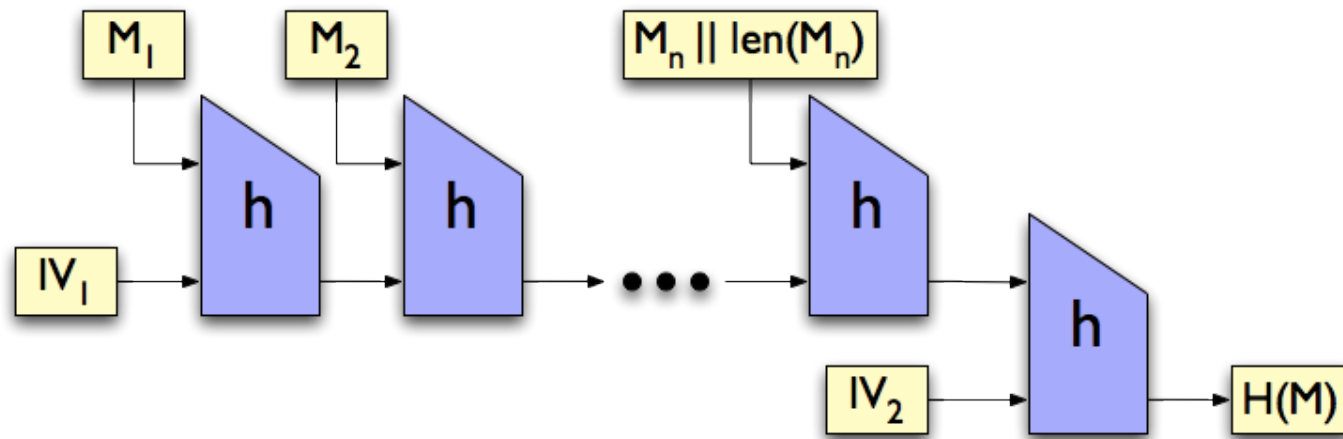 M₁
M₂
Mₙ || len(Mₙ)
h
h
h
IV₁
h
IV₂
H(M)